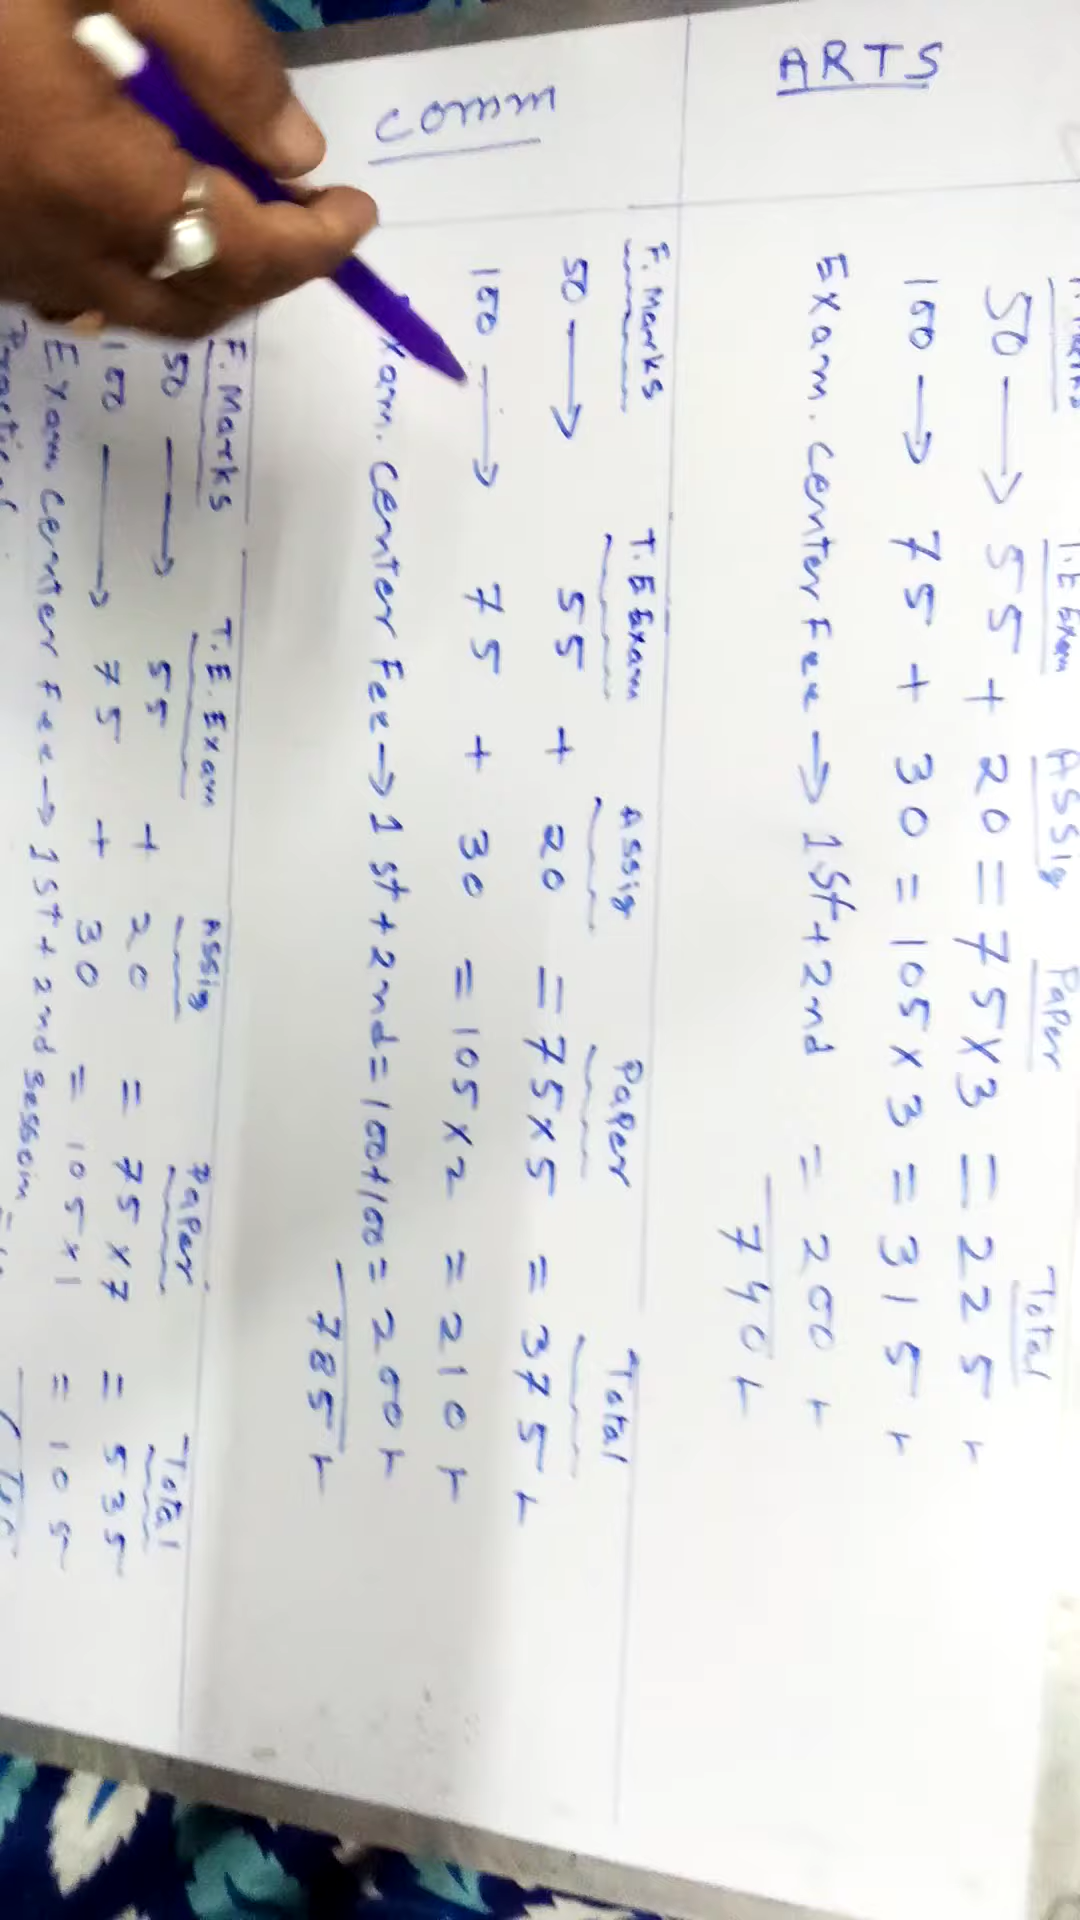 ARTS
T.E Exam Assig Paper Total
50 → 55 + 20 = 75 × 3 = 225 +
100 → 75 + 30 = 105 × 3 = 315 +
Exam. Center Fee → 1st + 2nd = 200 +
740 +
Comm
F. Marks T.E Exam Assig Paper Total
50 → 55 + 20 = 75 × 5 = 375 +
100 → 75 + 30 = 105 × 2 = 210 +
xam. Center Fee → 1st + 2nd = 100 + 100 = 200 +
785 +
F. Marks T.E. Exam Assig Paper Total
50 → 55 + 20 = 75 × 7 = 535
100 → 75 + 30 = 105 × 1 = 105
Exam Center Fee → 1st + 2nd Sessoin =